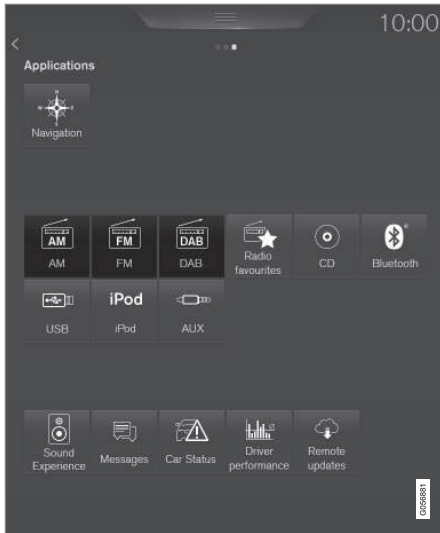 10:00
Applications
N
Navigation
AM FM DAB
AM FM DAB Radio favourites CD Bluetooth
iPod
USB iPod AUX
Sound Experience Messages Car Status Driver performance Remote updates
G056881